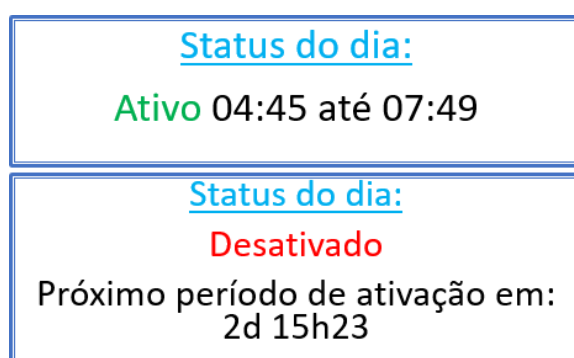 Status do dia:
Ativo 04:45 até 07:49
Status do dia:
Desativado
Próximo período de ativação em:
2d 15h23